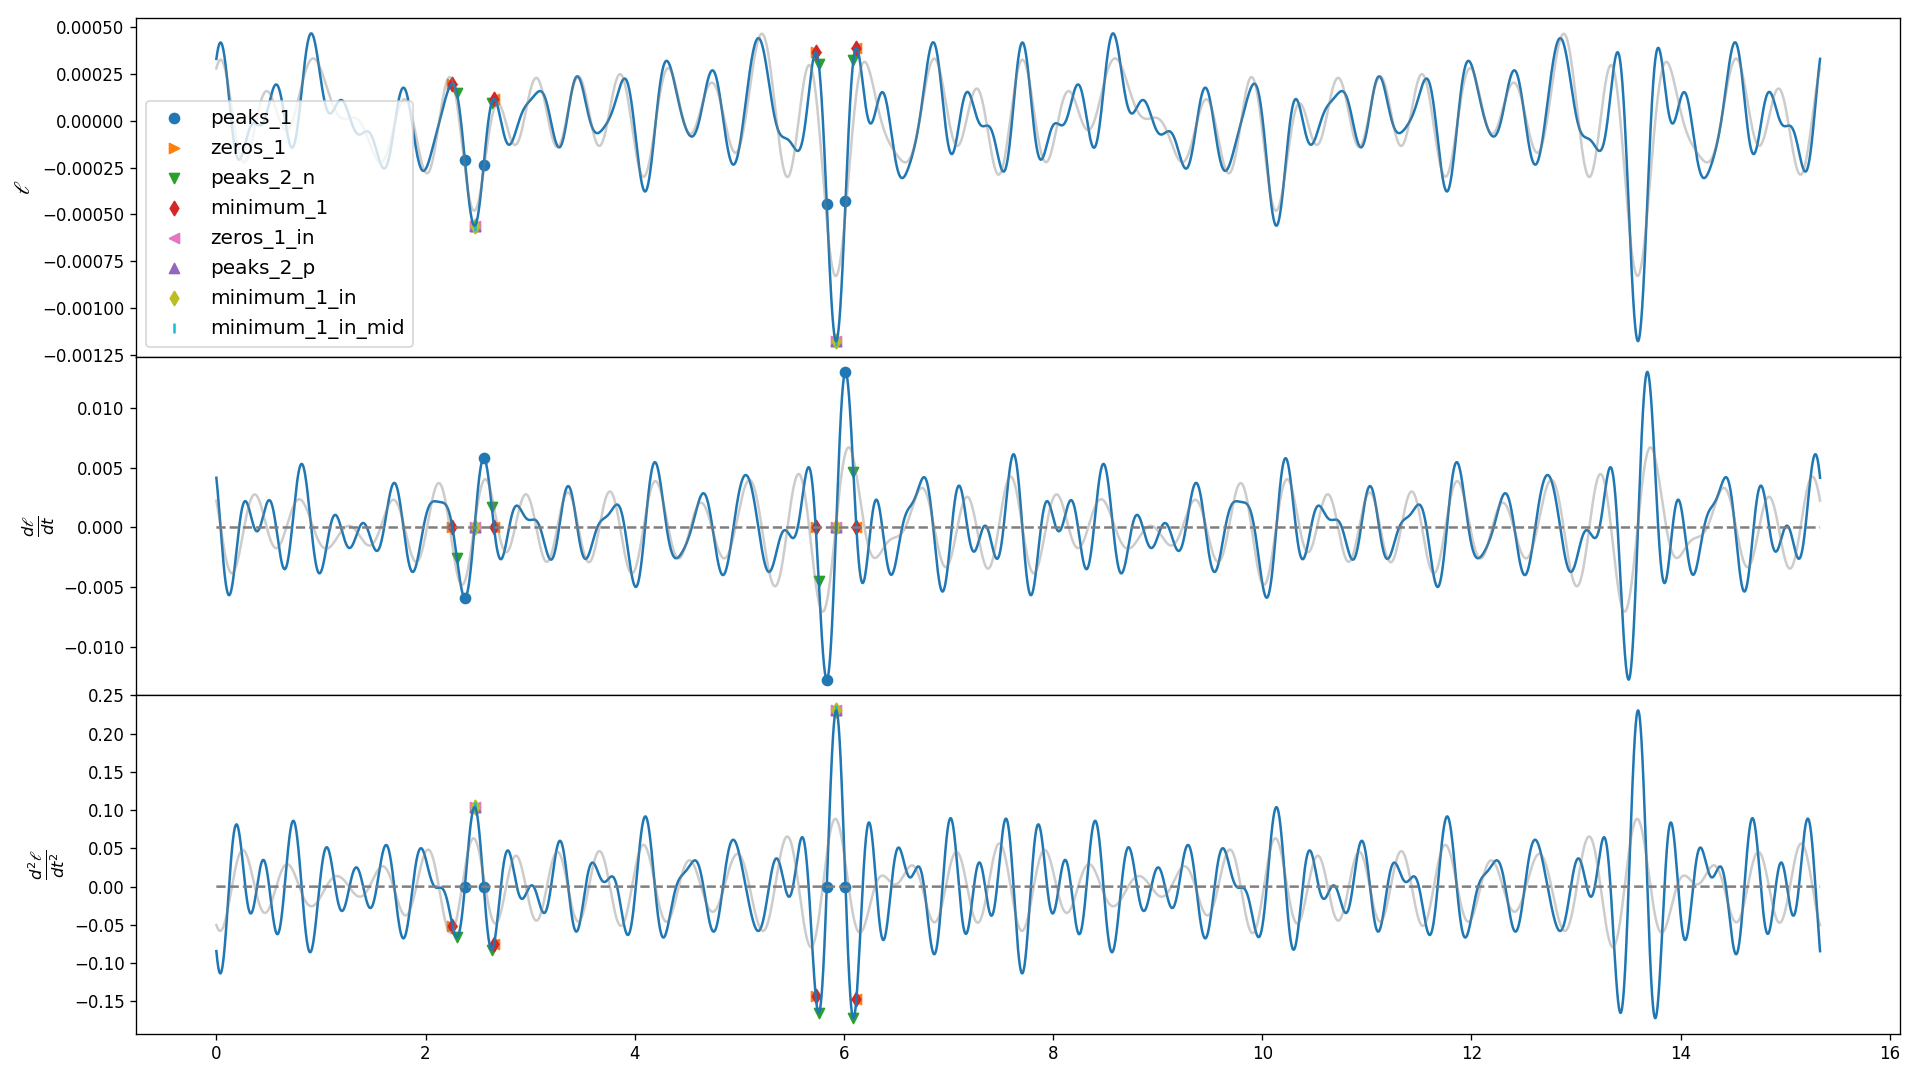 0.00050
0.00025
0.00000
−0.00025
−0.00050
−0.00075
−0.00100
−0.00125
ℓ
peaks_1
zeros_1
peaks_2_n
minimum_1
zeros_1_in
peaks_2_p
minimum_1_in
minimum_1_in_mid
0.010
0.005
0.000
−0.005
−0.010
dℓ
dt
0.25
0.20
0.15
0.10
0.05
0.00
−0.05
−0.10
−0.15
d²ℓ
dt²
0 2 4 6 8 10 12 14 16